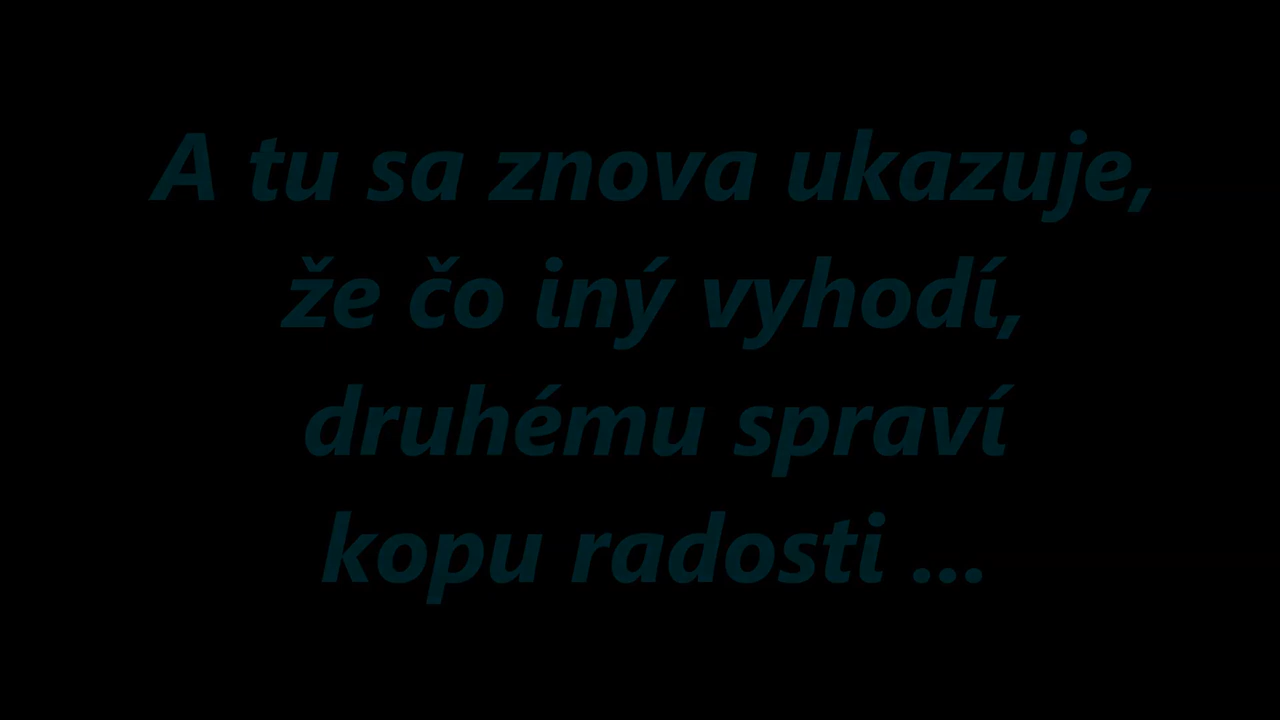 A tu sa znova ukazuje,
že čo iný vyhodí,
druhému spraví
kopu radosti ...